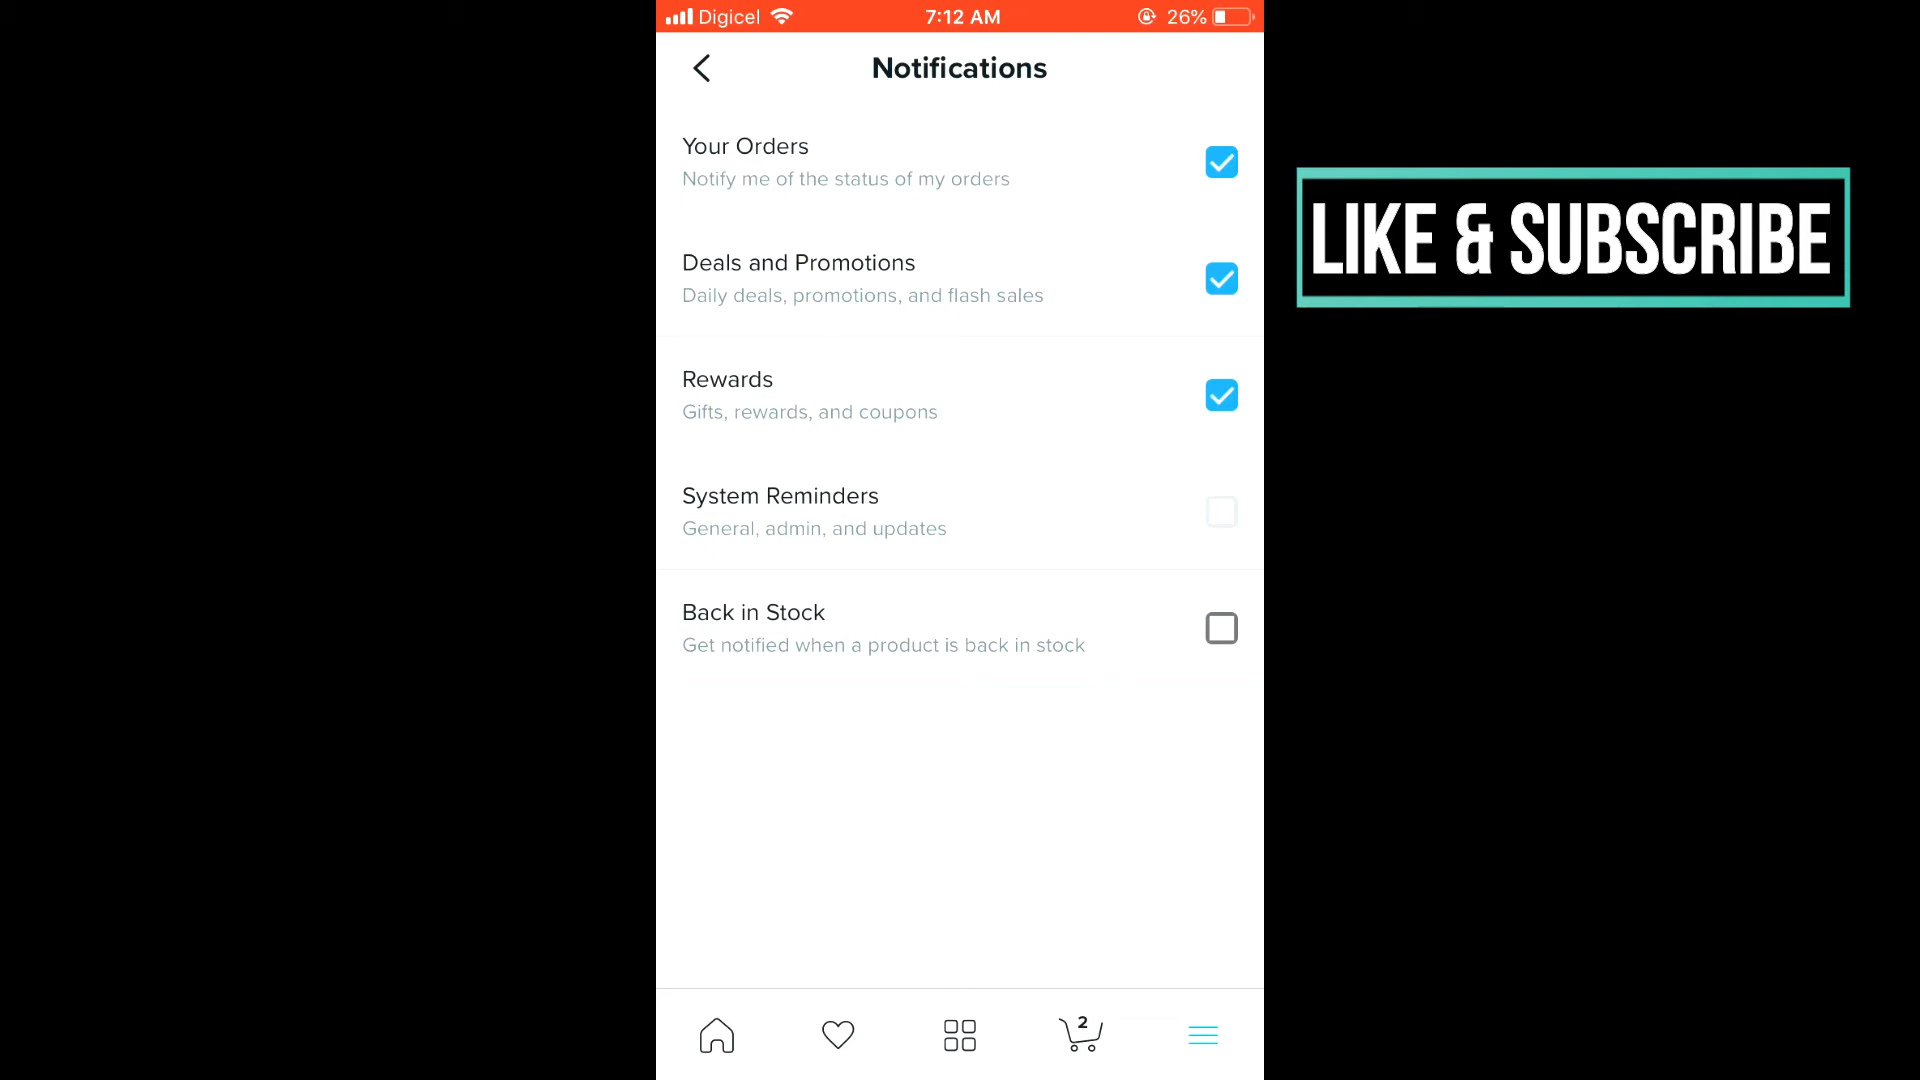 Digicel 7:12 AM 26%
Notifications
Your Orders
Notify me of the status of my orders
Deals and Promotions
Daily deals, promotions, and flash sales
Rewards
Gifts, rewards, and coupons
System Reminders
General, admin, and updates
Back in Stock
Get notified when a product is back in stock
2
LIKE & SUBSCRIBE